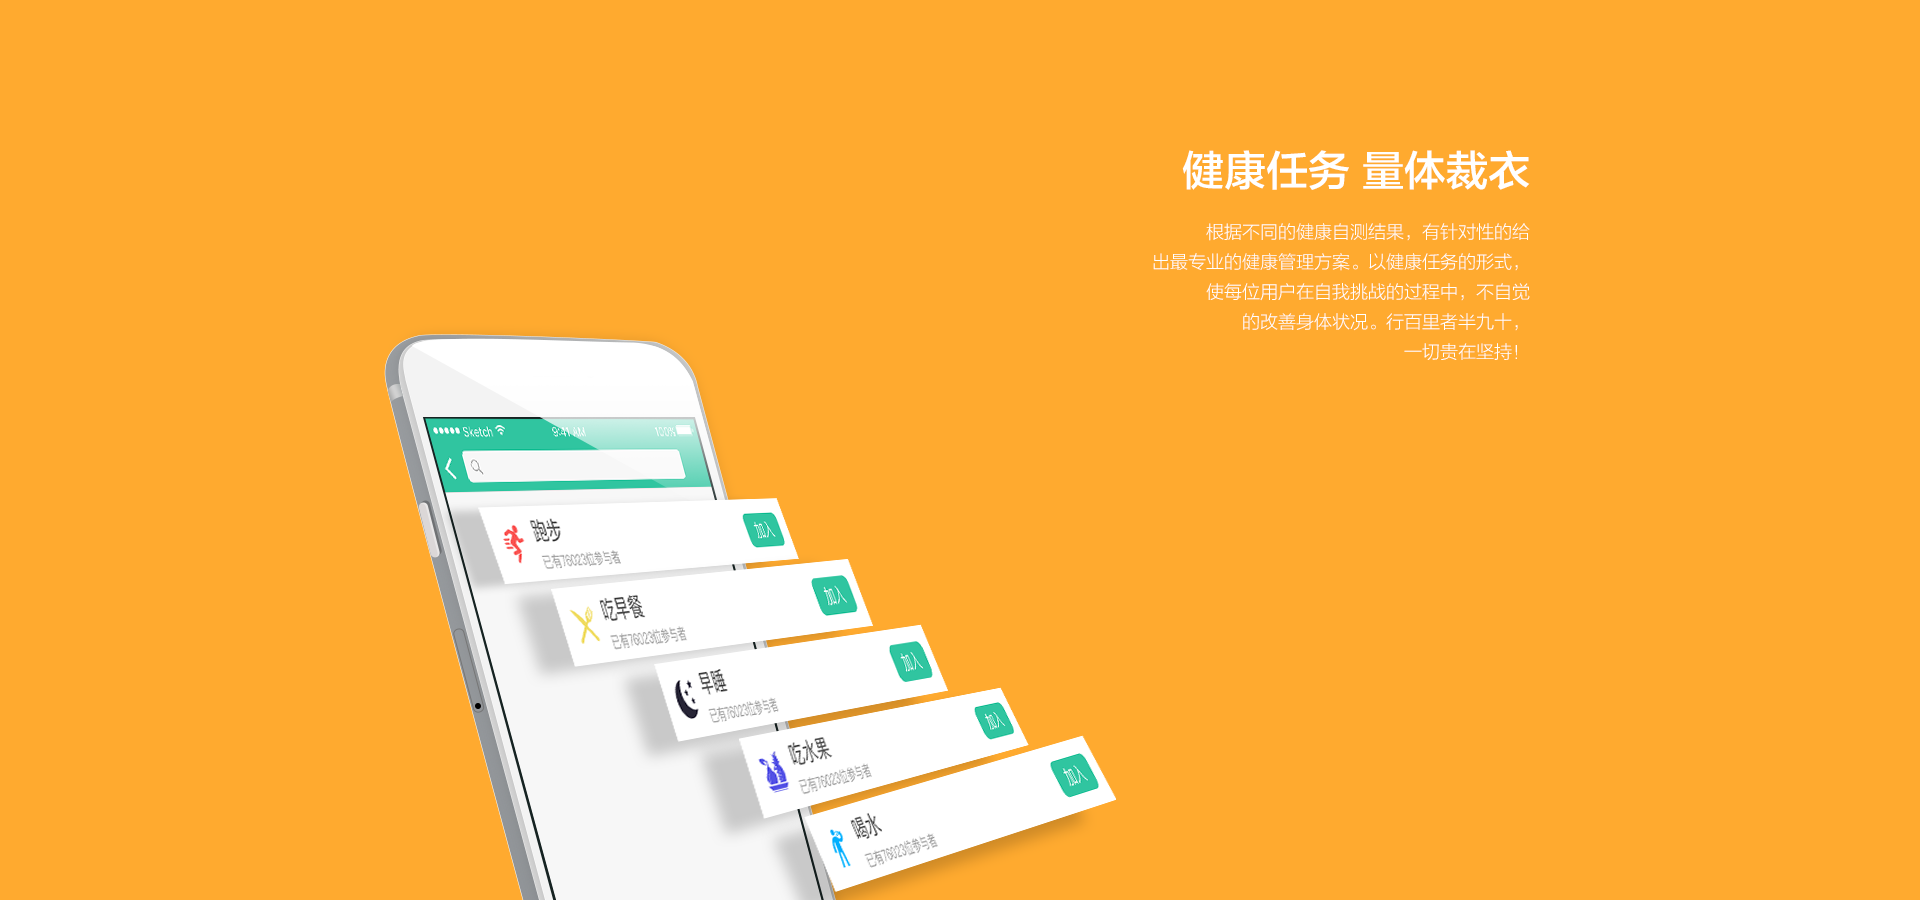 健康任务 量体裁衣
根据不同的健康自测结果，有针对性的给
出最专业的健康管理方案。以健康任务的形式，
使每位用户在自我挑战的过程中，不自觉
的改善身体状况。行百里者半九十，
一切贵在坚持！
Sketch 9:41 AM 100%
跑步
已有76023位参与者
加入
吃早餐
已有76023位参与者
加入
早睡
已有76023位参与者
加入
吃水果
已有76023位参与者
加入
喝水
已有76023位参与者
加入